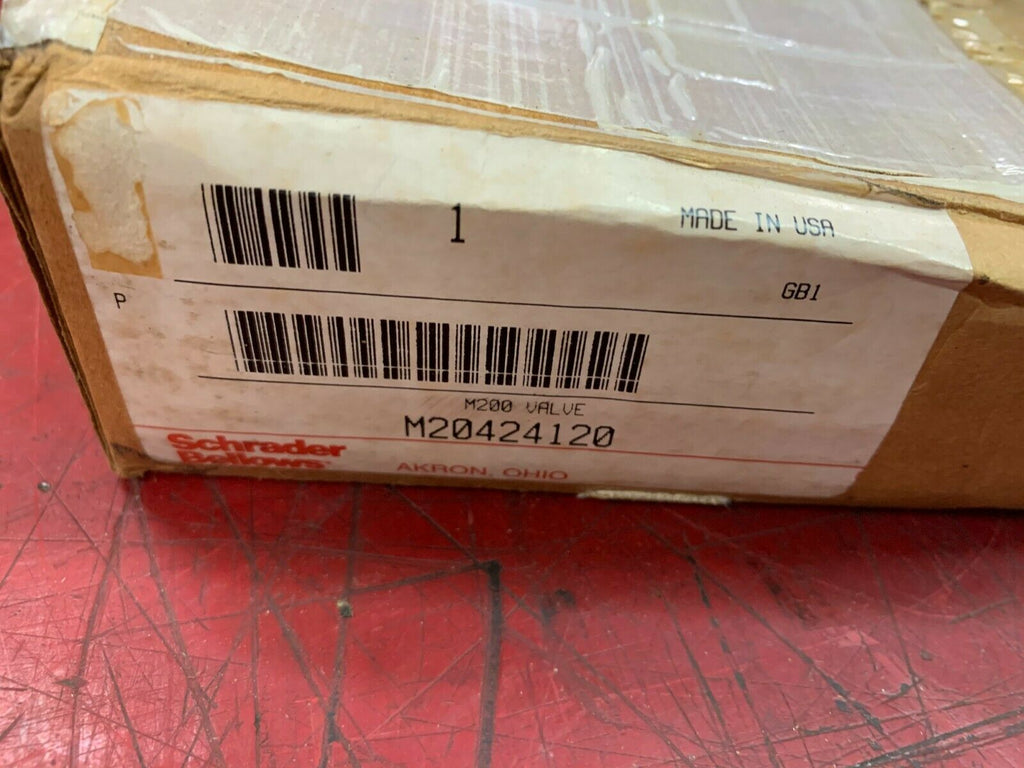 1
MADE IN USA
GB1
P
M200 VALVE
M20424120
Schrader
Bellows
AKRON, OHIO